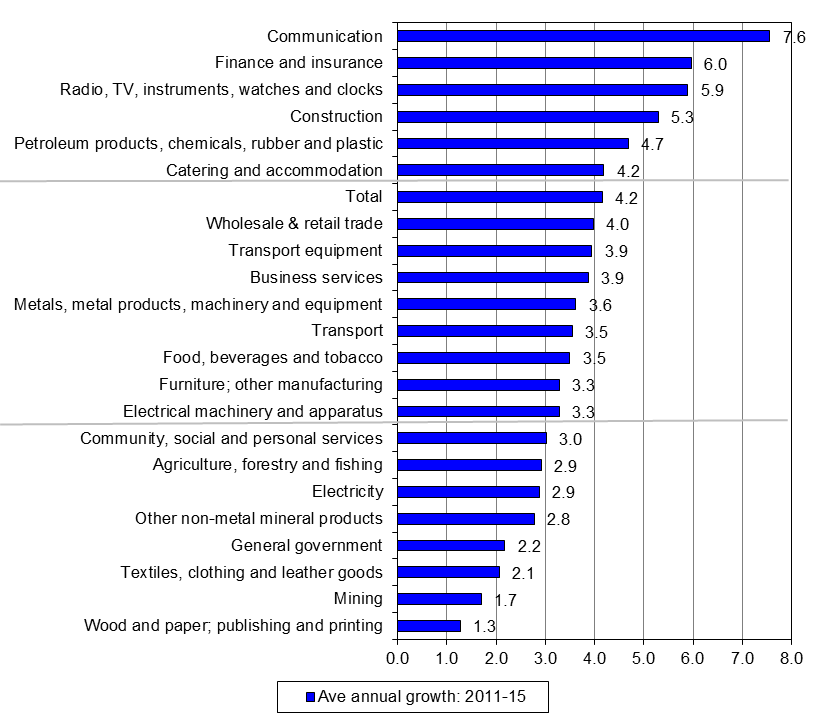 Communication 7.6
Finance and insurance 6.0
Radio, TV, instruments, watches and clocks 5.9
Construction 5.3
Petroleum products, chemicals, rubber and plastic 4.7
Catering and accommodation 4.2
Total 4.2
Wholesale & retail trade 4.0
Transport equipment 3.9
Business services 3.9
Metals, metal products, machinery and equipment 3.6
Transport 3.5
Food, beverages and tobacco 3.5
Furniture; other manufacturing 3.3
Electrical machinery and apparatus 3.3
Community, social and personal services 3.0
Agriculture, forestry and fishing 2.9
Electricity 2.9
Other non-metal mineral products 2.8
General government 2.2
Textiles, clothing and leather goods 2.1
Mining 1.7
Wood and paper; publishing and printing 1.3
0.0 1.0 2.0 3.0 4.0 5.0 6.0 7.0 8.0
Ave annual growth: 2011-15